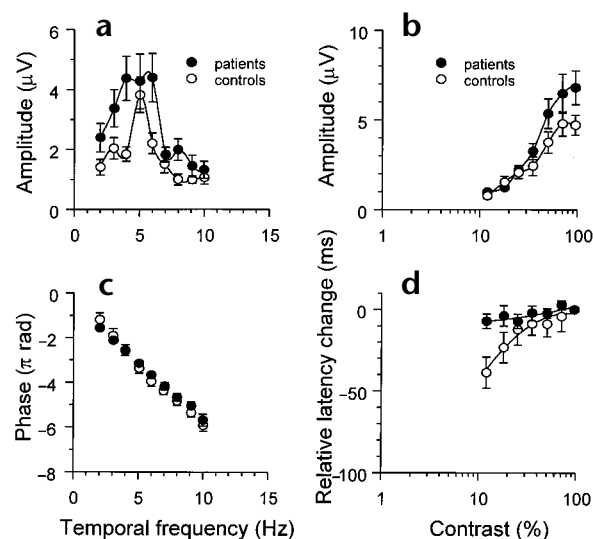 a
Amplitude (μV)
6
4
2
0
0
5
10
15
patients
controls
b
Amplitude (μV)
10
5
0
1
10
100
patients
controls
c
Phase (π rad)
0
−2
−4
−6
−8
0
5
10
15
Temporal frequency (Hz)
d
Relative latency change (ms)
0
−50
−100
1
10
100
Contrast (%)